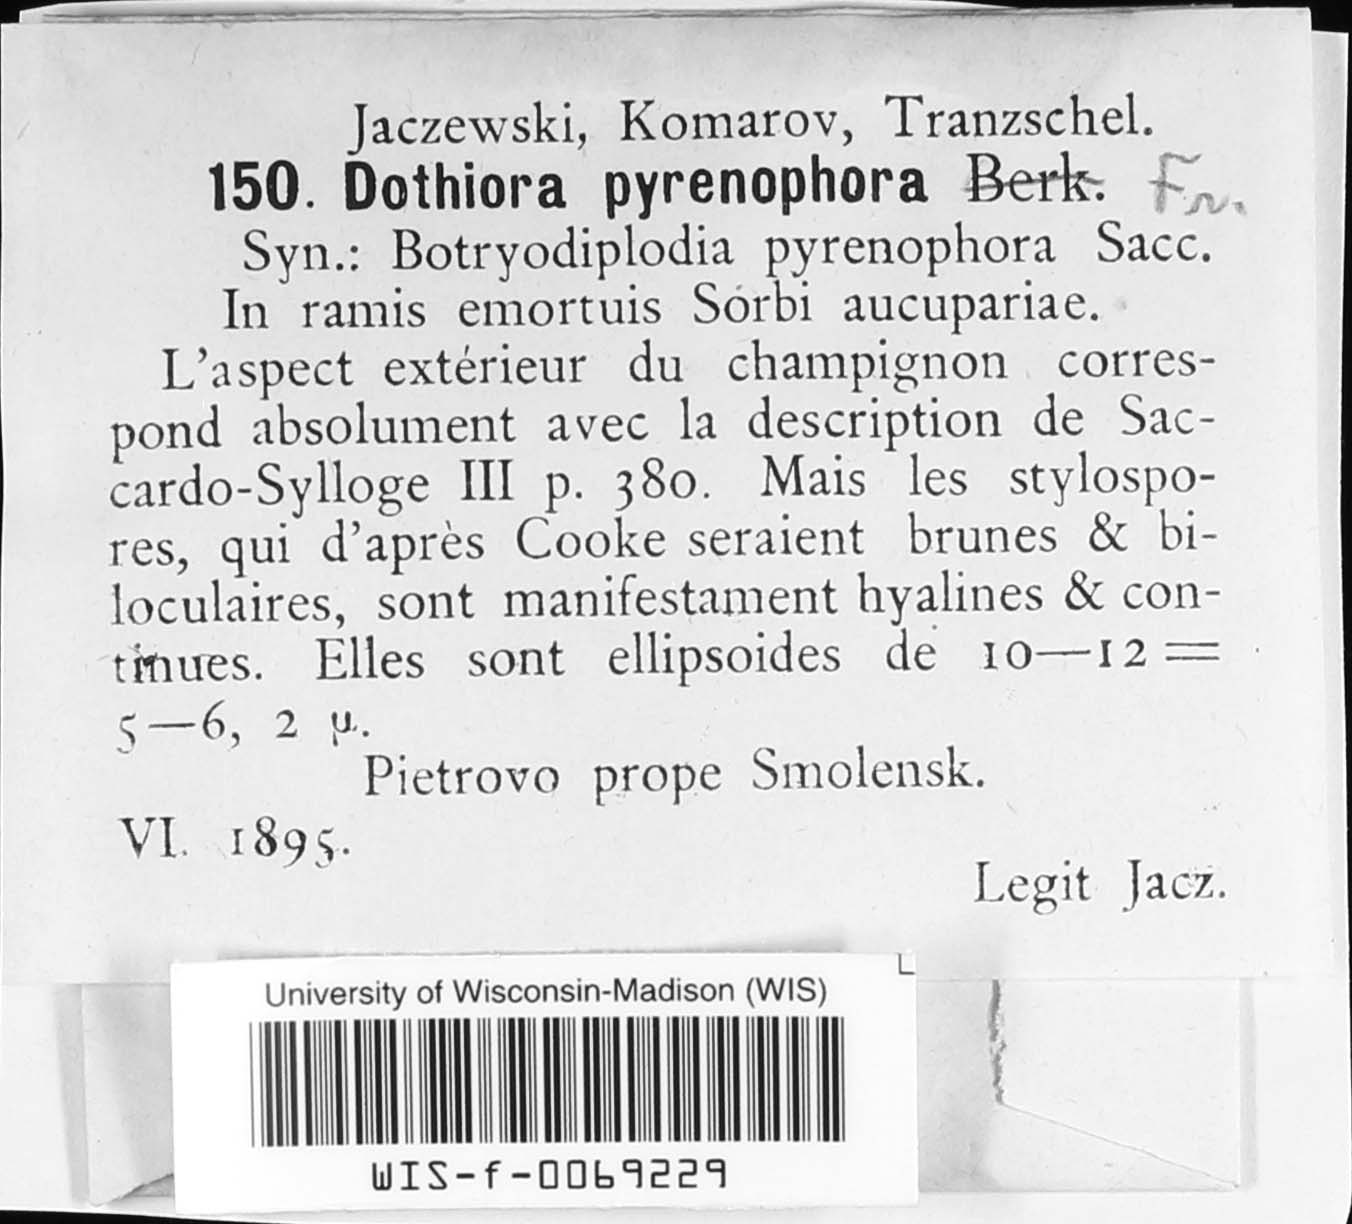 Jaczewski, Komarov, Tranzschel.
150. Dothiora pyrenophora Berk. Fr.
Syn.: Botryodiplodia pyrenophora Sacc.
In ramis emortuis Sorbi aucupariae.
L'aspect extérieur du champignon corres-
pond absolument avec la description de Sac-
cardo-Sylloge III p. 380. Mais les stylospo-
res, qui d'après Cooke seraient brunes & bi-
loculaires, sont manifestament hyalines & con-
tinues. Elles sont ellipsoides de 10—12 =
5—6, 2 µ.
Pietrovo prope Smolensk.
VI. 1895.
Legit Jacz.
University of Wisconsin-Madison (WIS)
WIS-f-0069229